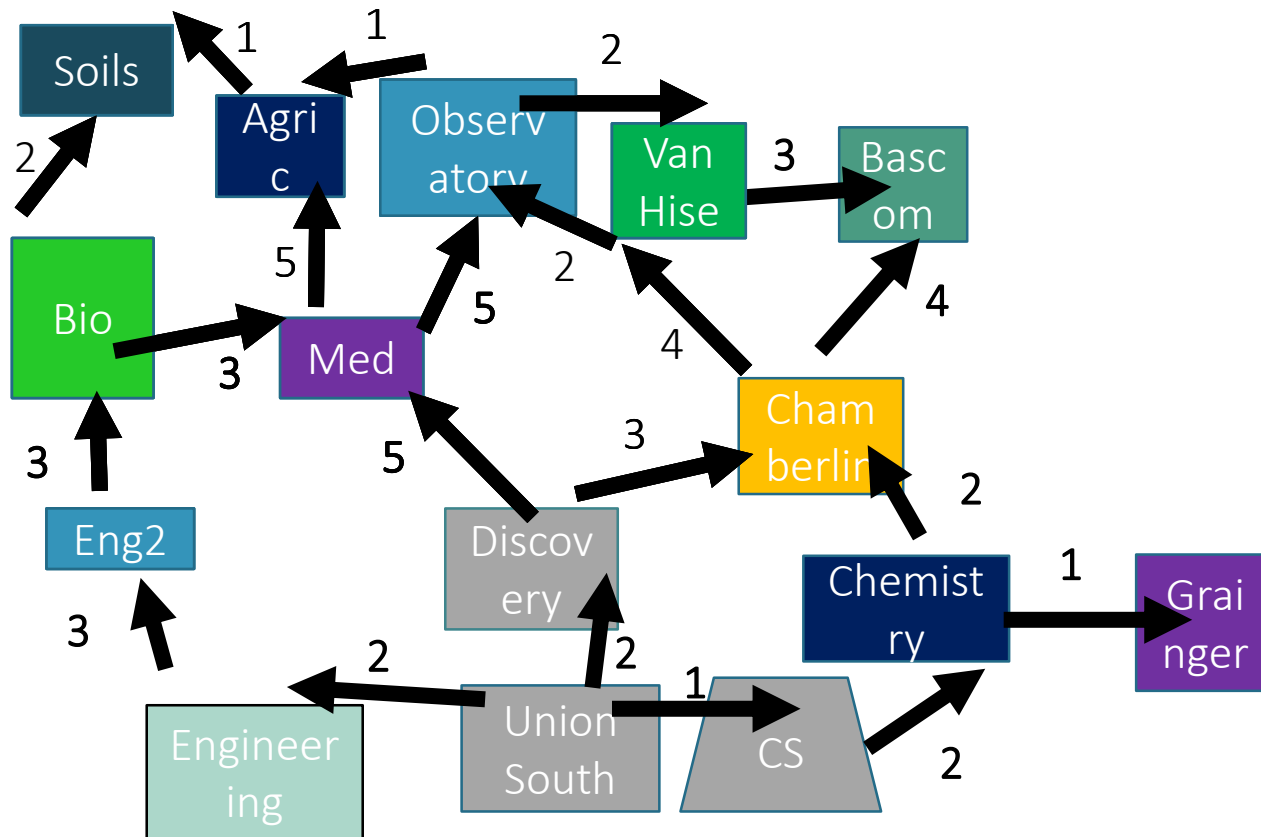 1
1
2
Soils
Agri
c
Observ
atory
Van
Hise
3
Basc
om
2
5
2
5
4
4
Bio
3
Med
Cham
berlin
3
5
3
2
Eng2
Discov
ery
Chemist
ry
1
Grai
nger
3
2
2
1
Engineer
ing
Union
South
CS
2